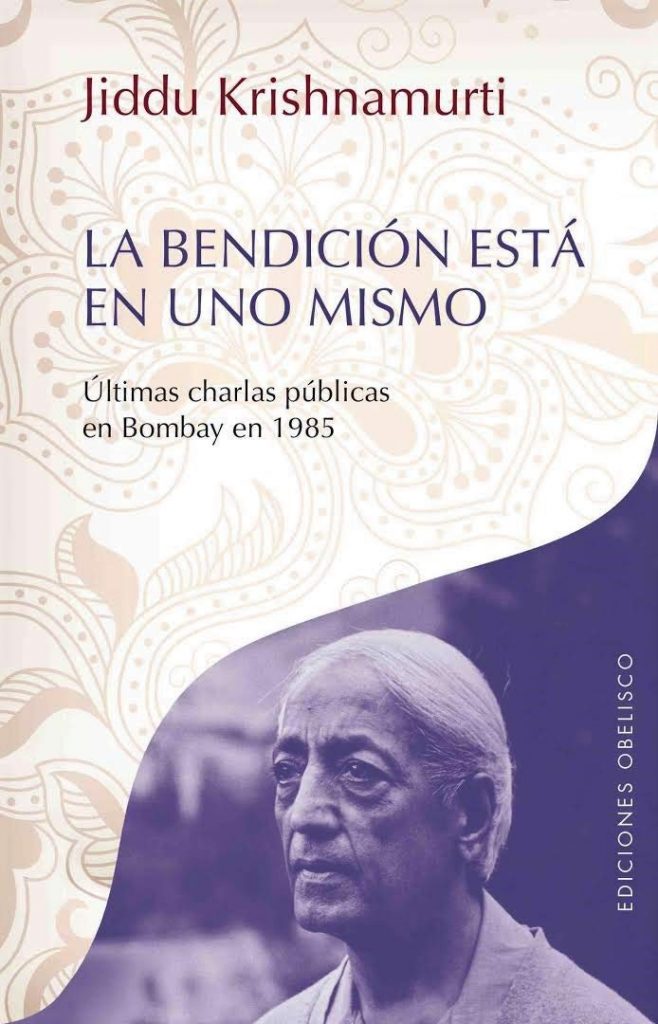 Jiddu Krishnamurti
LA BENDICIÓN ESTÁ
EN UNO MISMO
Últimas charlas públicas
en Bombay en 1985
EDICIONES OBELISCO